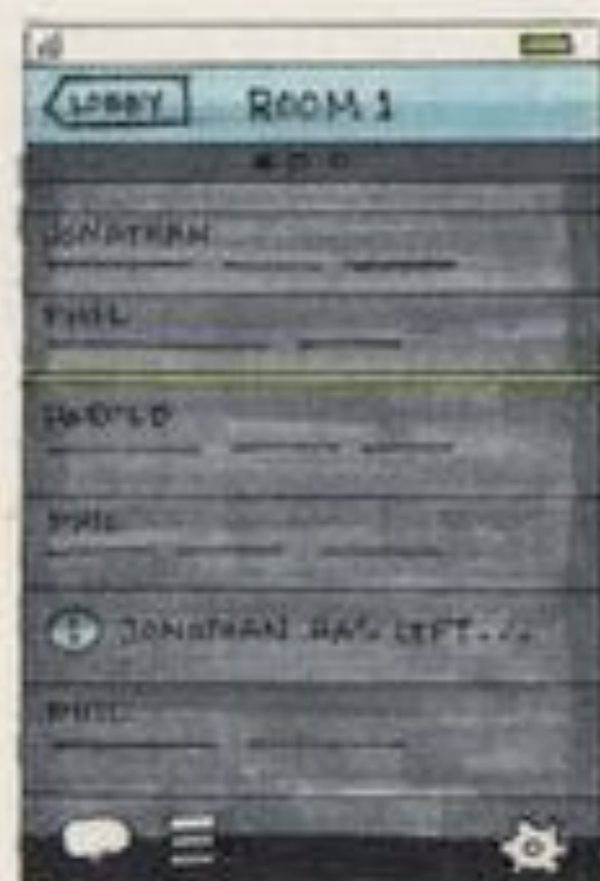 LOBBY ROOM 1
JONATHAN
PHIL
HAROLD
PHIL
JONATHAN HAS LEFT...
PHIL